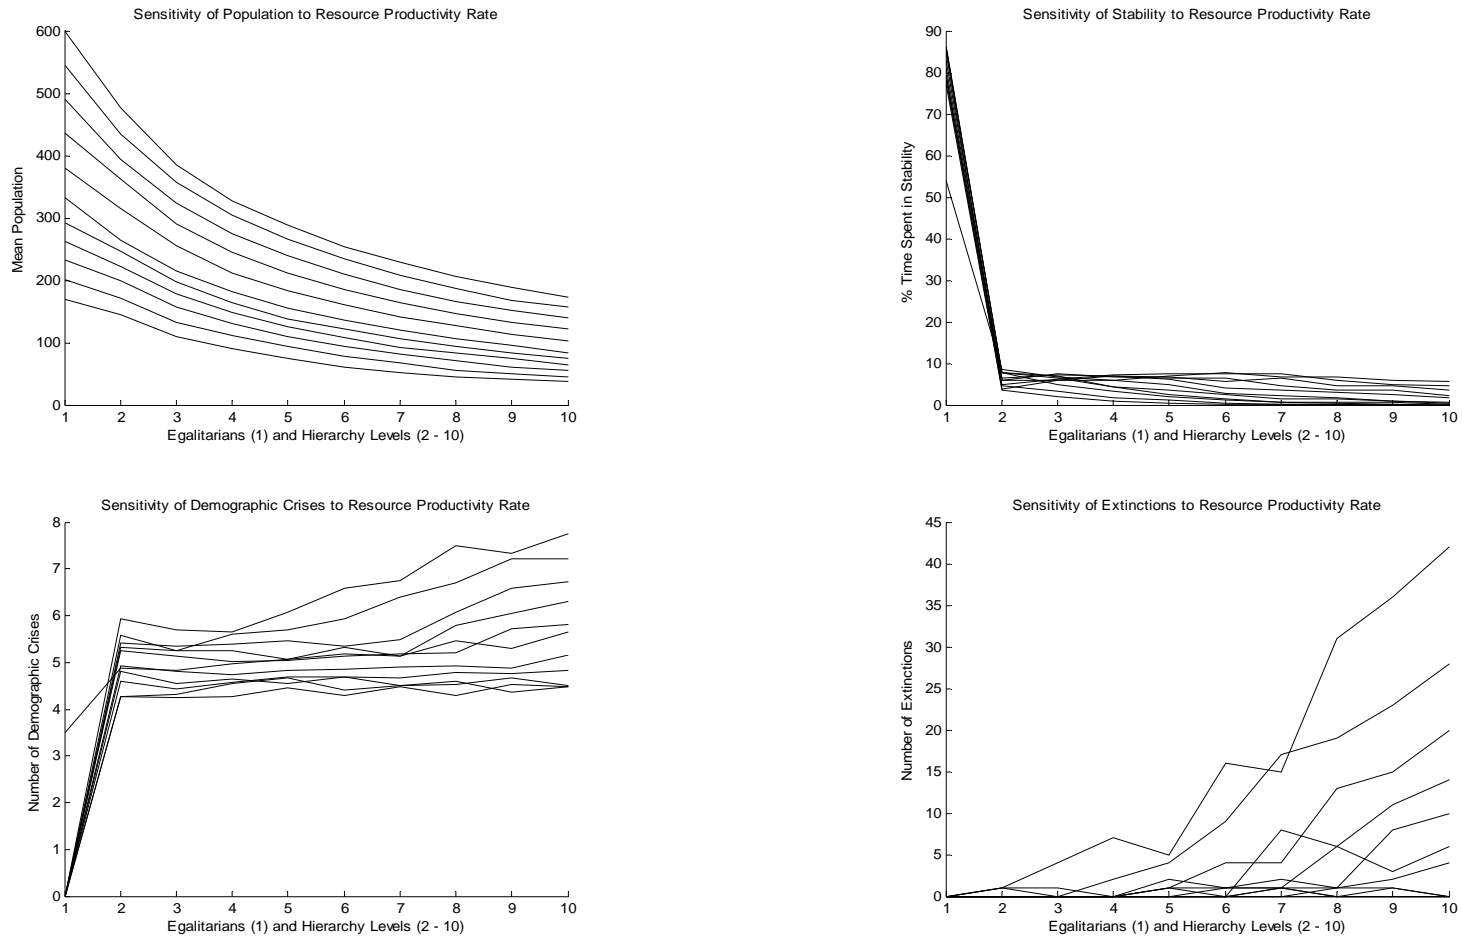 Sensitivity of Population to Resource Productivity Rate
600
500
400
300
200
100
0
Mean Population
1 2 3 4 5 6 7 8 9 10
Egalitarians (1) and Hierarchy Levels (2 - 10)
Sensitivity of Stability to Resource Productivity Rate
90
80
70
60
50
40
30
20
10
0
% Time Spent in Stability
1 2 3 4 5 6 7 8 9 10
Egalitarians (1) and Hierarchy Levels (2 - 10)
Sensitivity of Demographic Crises to Resource Productivity Rate
8
7
6
5
4
3
2
1
0
Number of Demographic Crises
1 2 3 4 5 6 7 8 9 10
Egalitarians (1) and Hierarchy Levels (2 - 10)
Sensitivity of Extinctions to Resource Productivity Rate
45
40
35
30
25
20
15
10
5
0
Number of Extinctions
1 2 3 4 5 6 7 8 9 10
Egalitarians (1) and Hierarchy Levels (2 - 10)